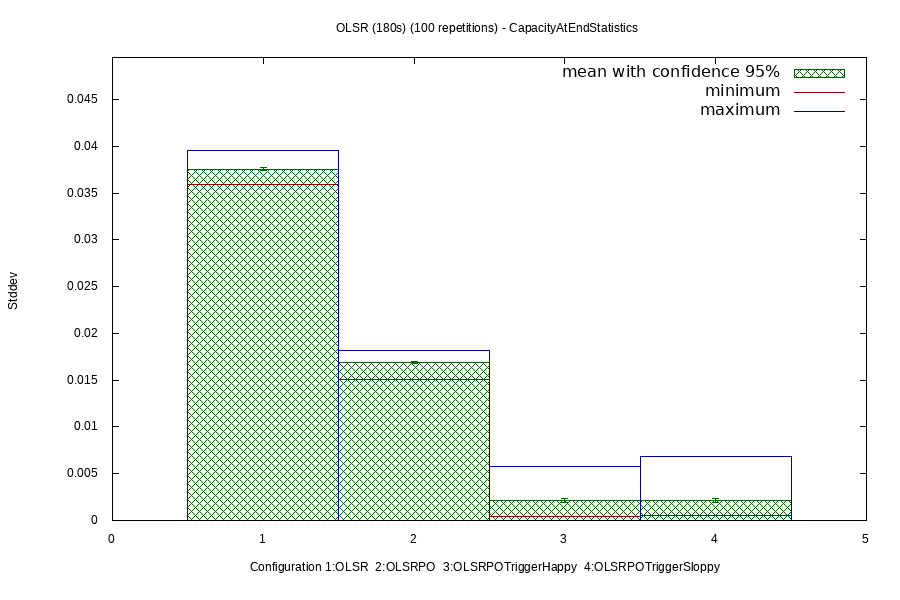 OLSR (180s) (100 repetitions) - CapacityAtEndStatistics
mean with confidence 95%
minimum
maximum
0.045
0.04
0.035
0.03
0.025
0.02
0.015
0.01
0.005
0
Stddev
0 1 2 3 4 5
Configuration 1:OLSR  2:OLSRPO  3:OLSRPOTriggerHappy  4:OLSRPOTriggerSloppy